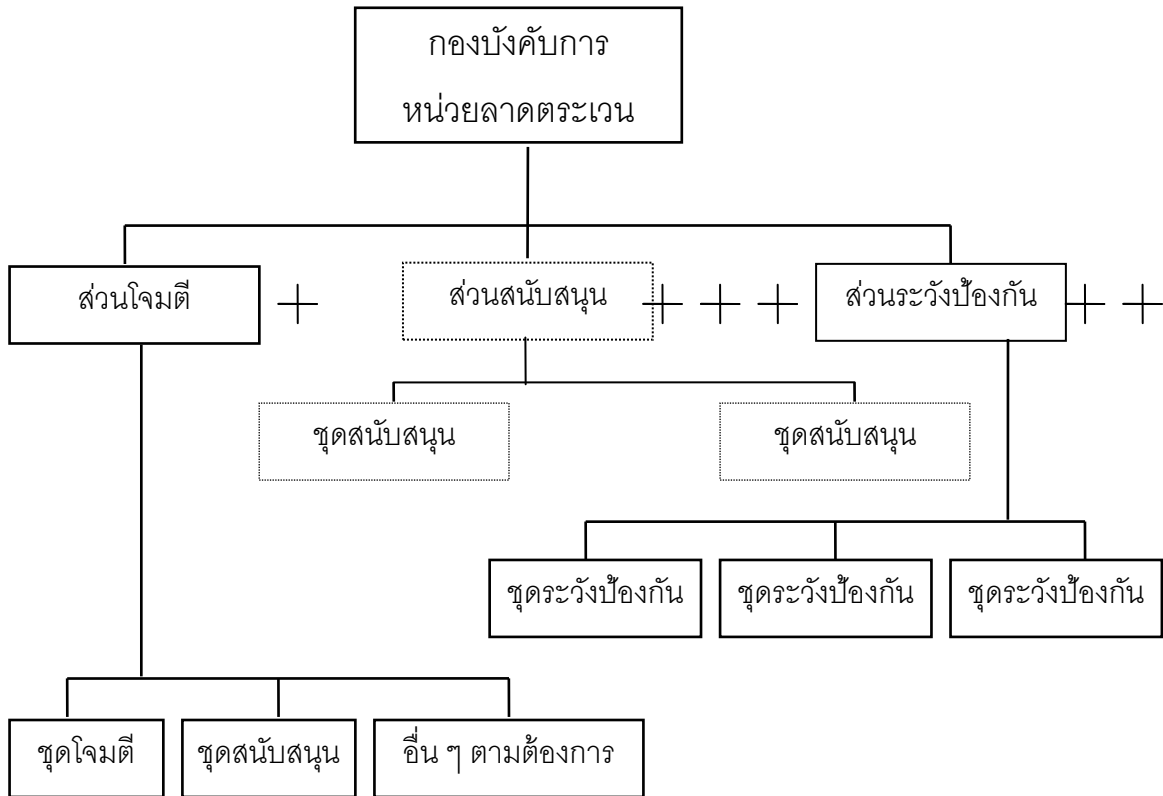 กองบังคับการ
หน่วยลาดตระเวน
ส่วนโจมตี
ส่วนสนับสนุน
ส่วนระวังป้องกัน
ชุดสนับสนุน
ชุดสนับสนุน
ชุดระวังป้องกัน
ชุดระวังป้องกัน
ชุดระวังป้องกัน
ชุดโจมตี
ชุดสนับสนุน
อื่น ๆ ตามต้องการ